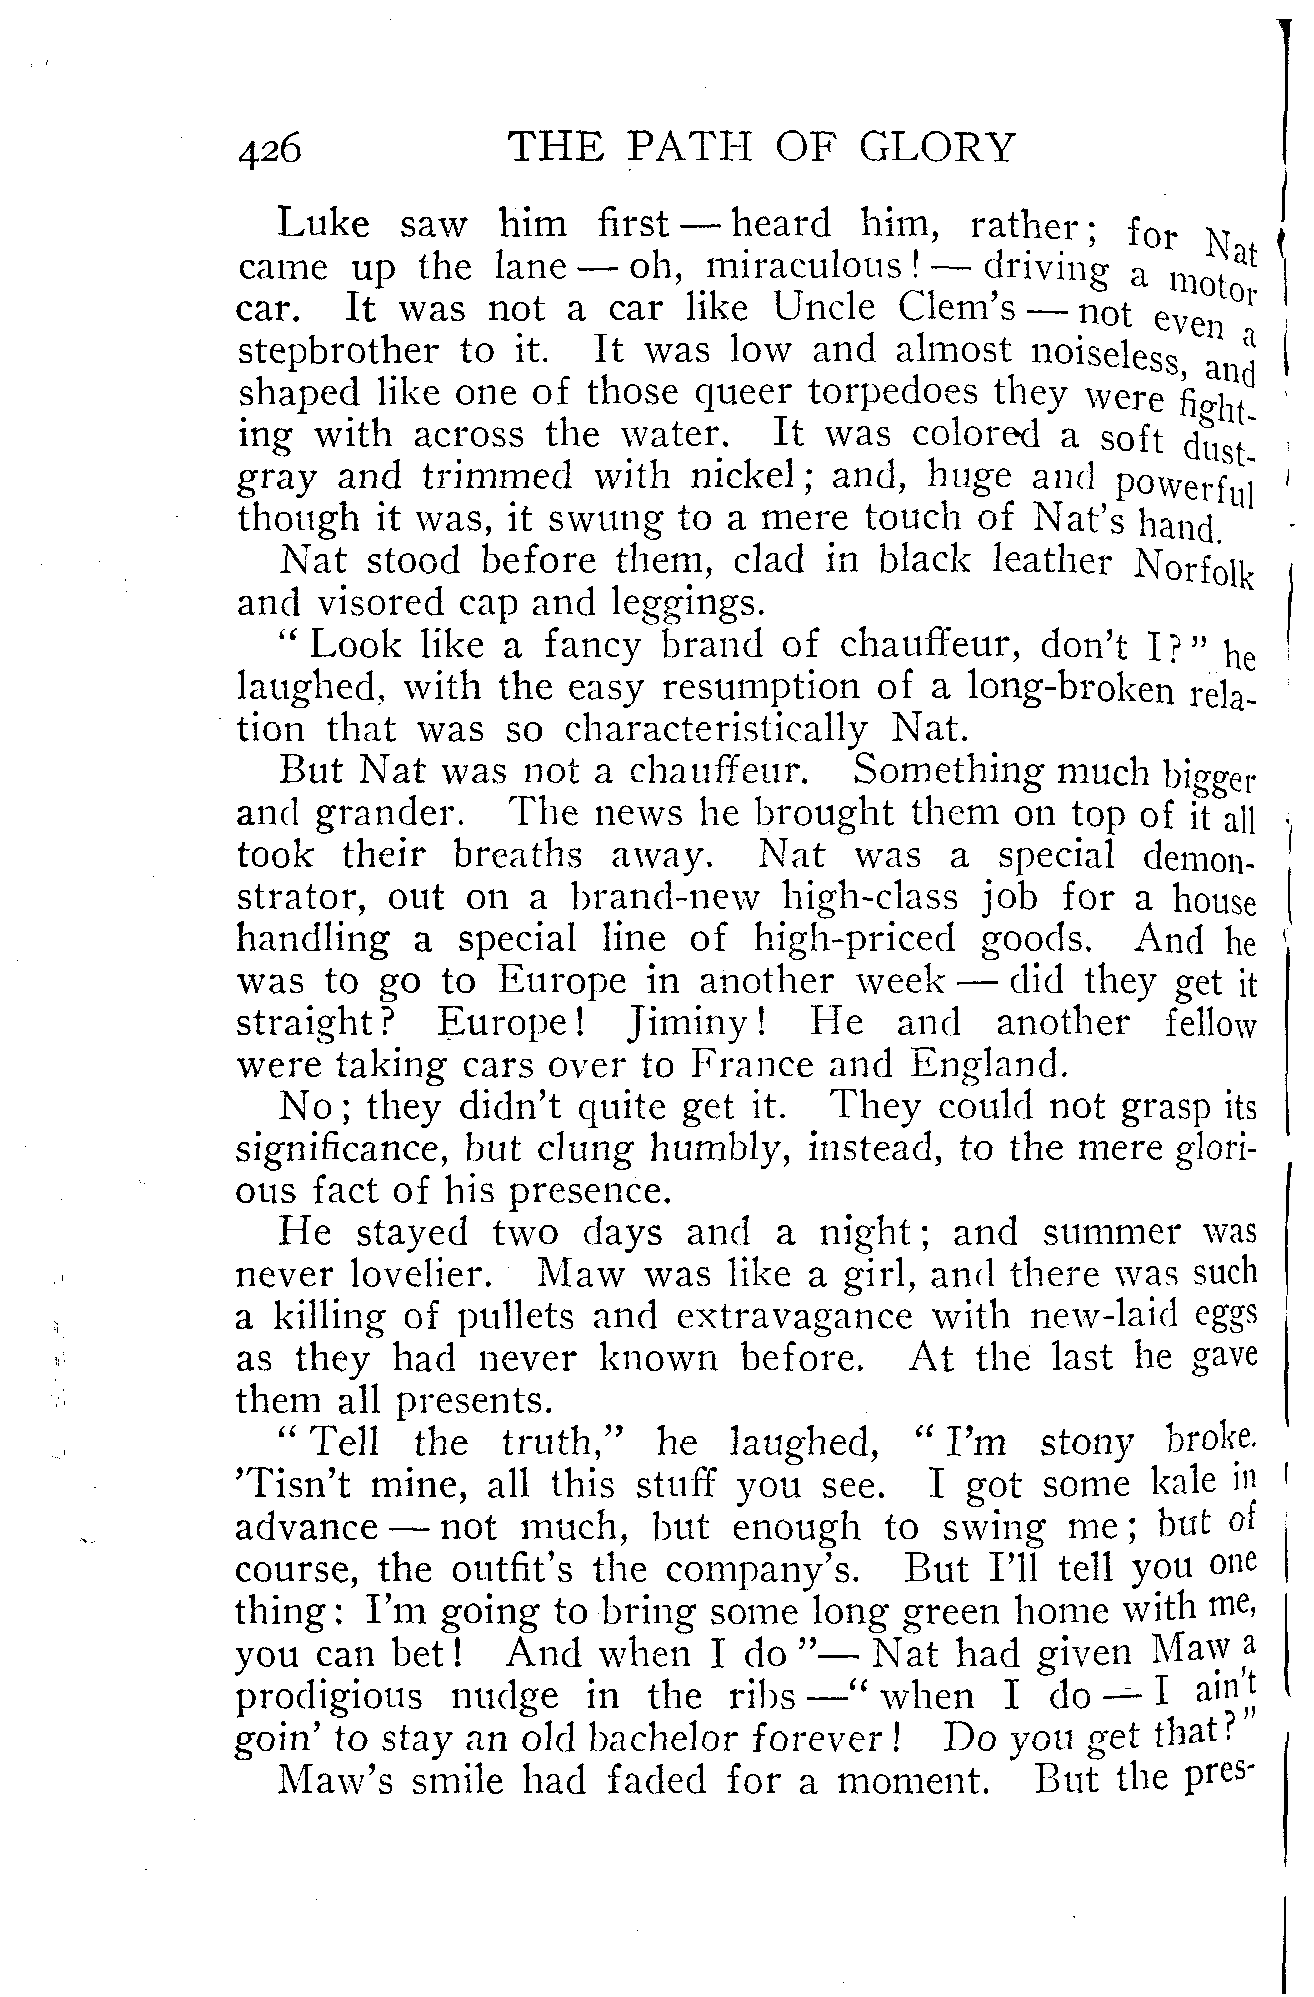 426 THE PATH OF GLORY
Luke saw him first — heard him, rather; for Nat
came up the lane — oh, miraculous! — driving a motor
car. It was not a car like Uncle Clem's — not even a
stepbrother to it. It was low and almost noiseless, and
shaped like one of those queer torpedoes they were fight-
ing with across the water. It was colored a soft dust-
gray and trimmed with nickel; and, huge and powerful
though it was, it swung to a mere touch of Nat's hand.
Nat stood before them, clad in black leather Norfolk
and visored cap and leggings.
"Look like a fancy brand of chauffeur, don't I?" he
laughed, with the easy resumption of a long-broken rela-
tion that was so characteristically Nat.
But Nat was not a chauffeur. Something much bigger
and grander. The news he brought them on top of it all
took their breaths away. Nat was a special demon-
strator, out on a brand-new high-class job for a house
handling a special line of high-priced goods. And he
was to go to Europe in another week — did they get it
straight? Europe! Jiminy! He and another fellow
were taking cars over to France and England.
No; they didn't quite get it. They could not grasp its
significance, but clung humbly, instead, to the mere glori-
ous fact of his presence.
He stayed two days and a night; and summer was
never lovelier. Maw was like a girl, and there was such
a killing of pullets and extravagance with new-laid eggs
as they had never known before. At the last he gave
them all presents.
"Tell the truth," he laughed, "I'm stony broke.
'Tisn't mine, all this stuff you see. I got some kale in
advance — not much, but enough to swing me; but of
course, the outfit's the company's. But I'll tell you one
thing: I'm going to bring some long green home with me,
you can bet! And when I do"— Nat had given Maw a
prodigious nudge in the ribs —"when I do — I ain't
goin' to stay an old bachelor forever! Do you get that?"
Maw's smile had faded for a moment. But the pres-